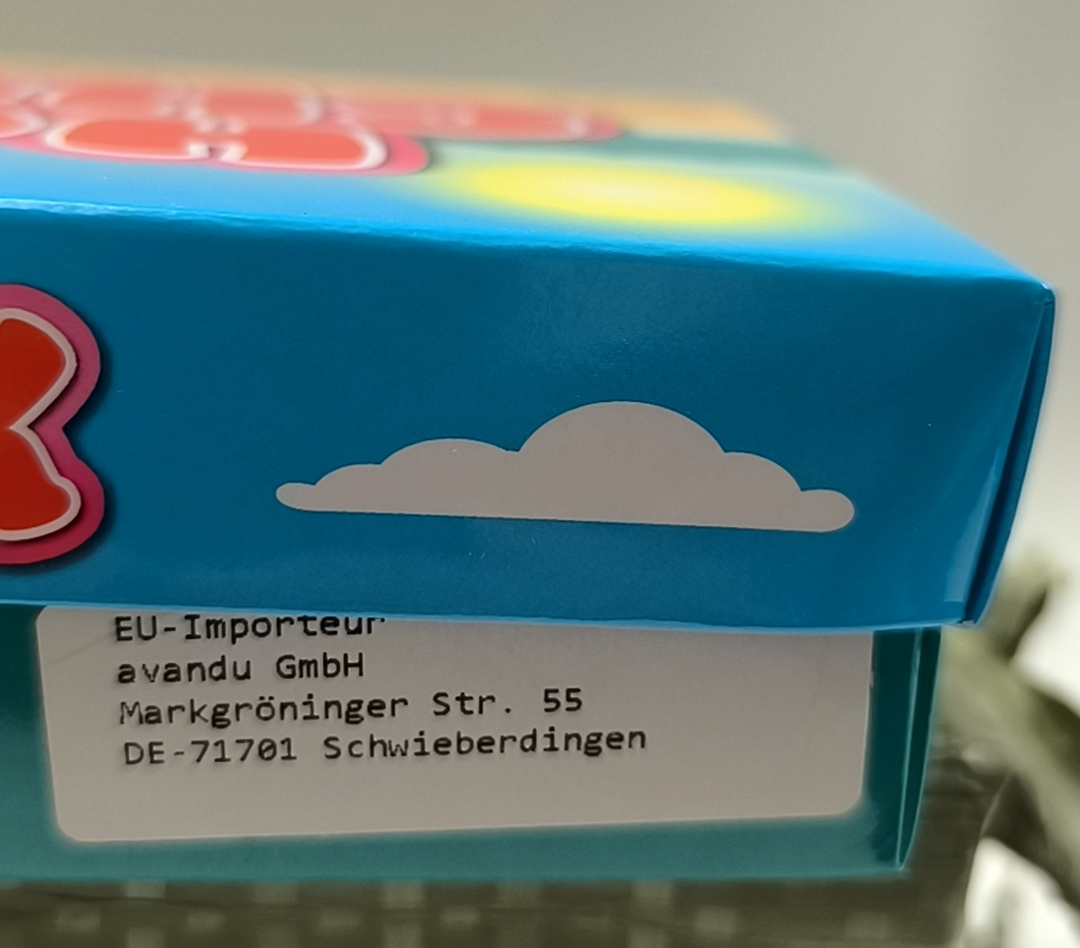 EU-Importeur
avandu GmbH
Markgröninger Str. 55
DE-71701 Schwieberdingen